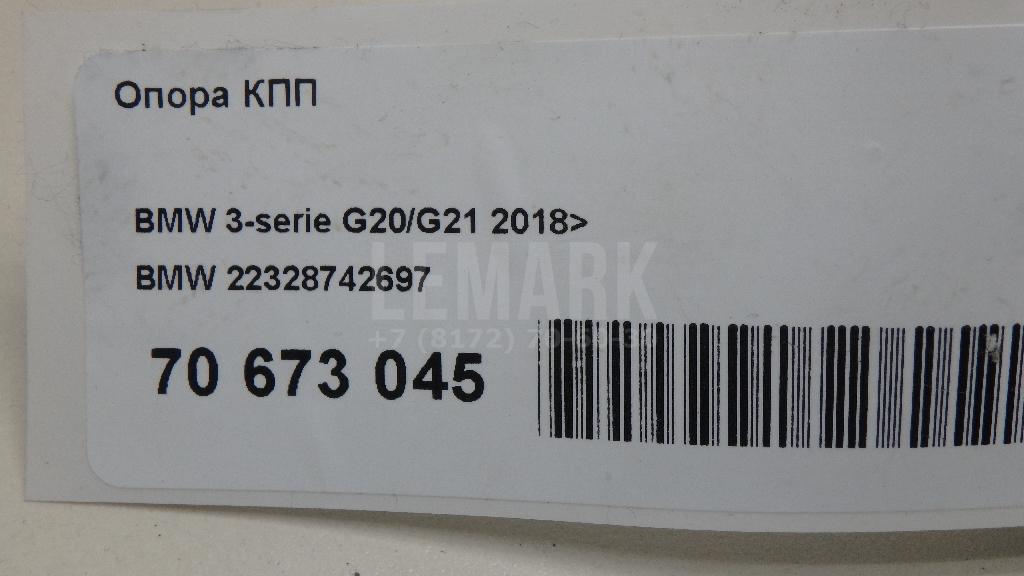 Опора КПП
BMW 3-serie G20/G21 2018>
BMW 22328742697
LEMARK
70 673 045